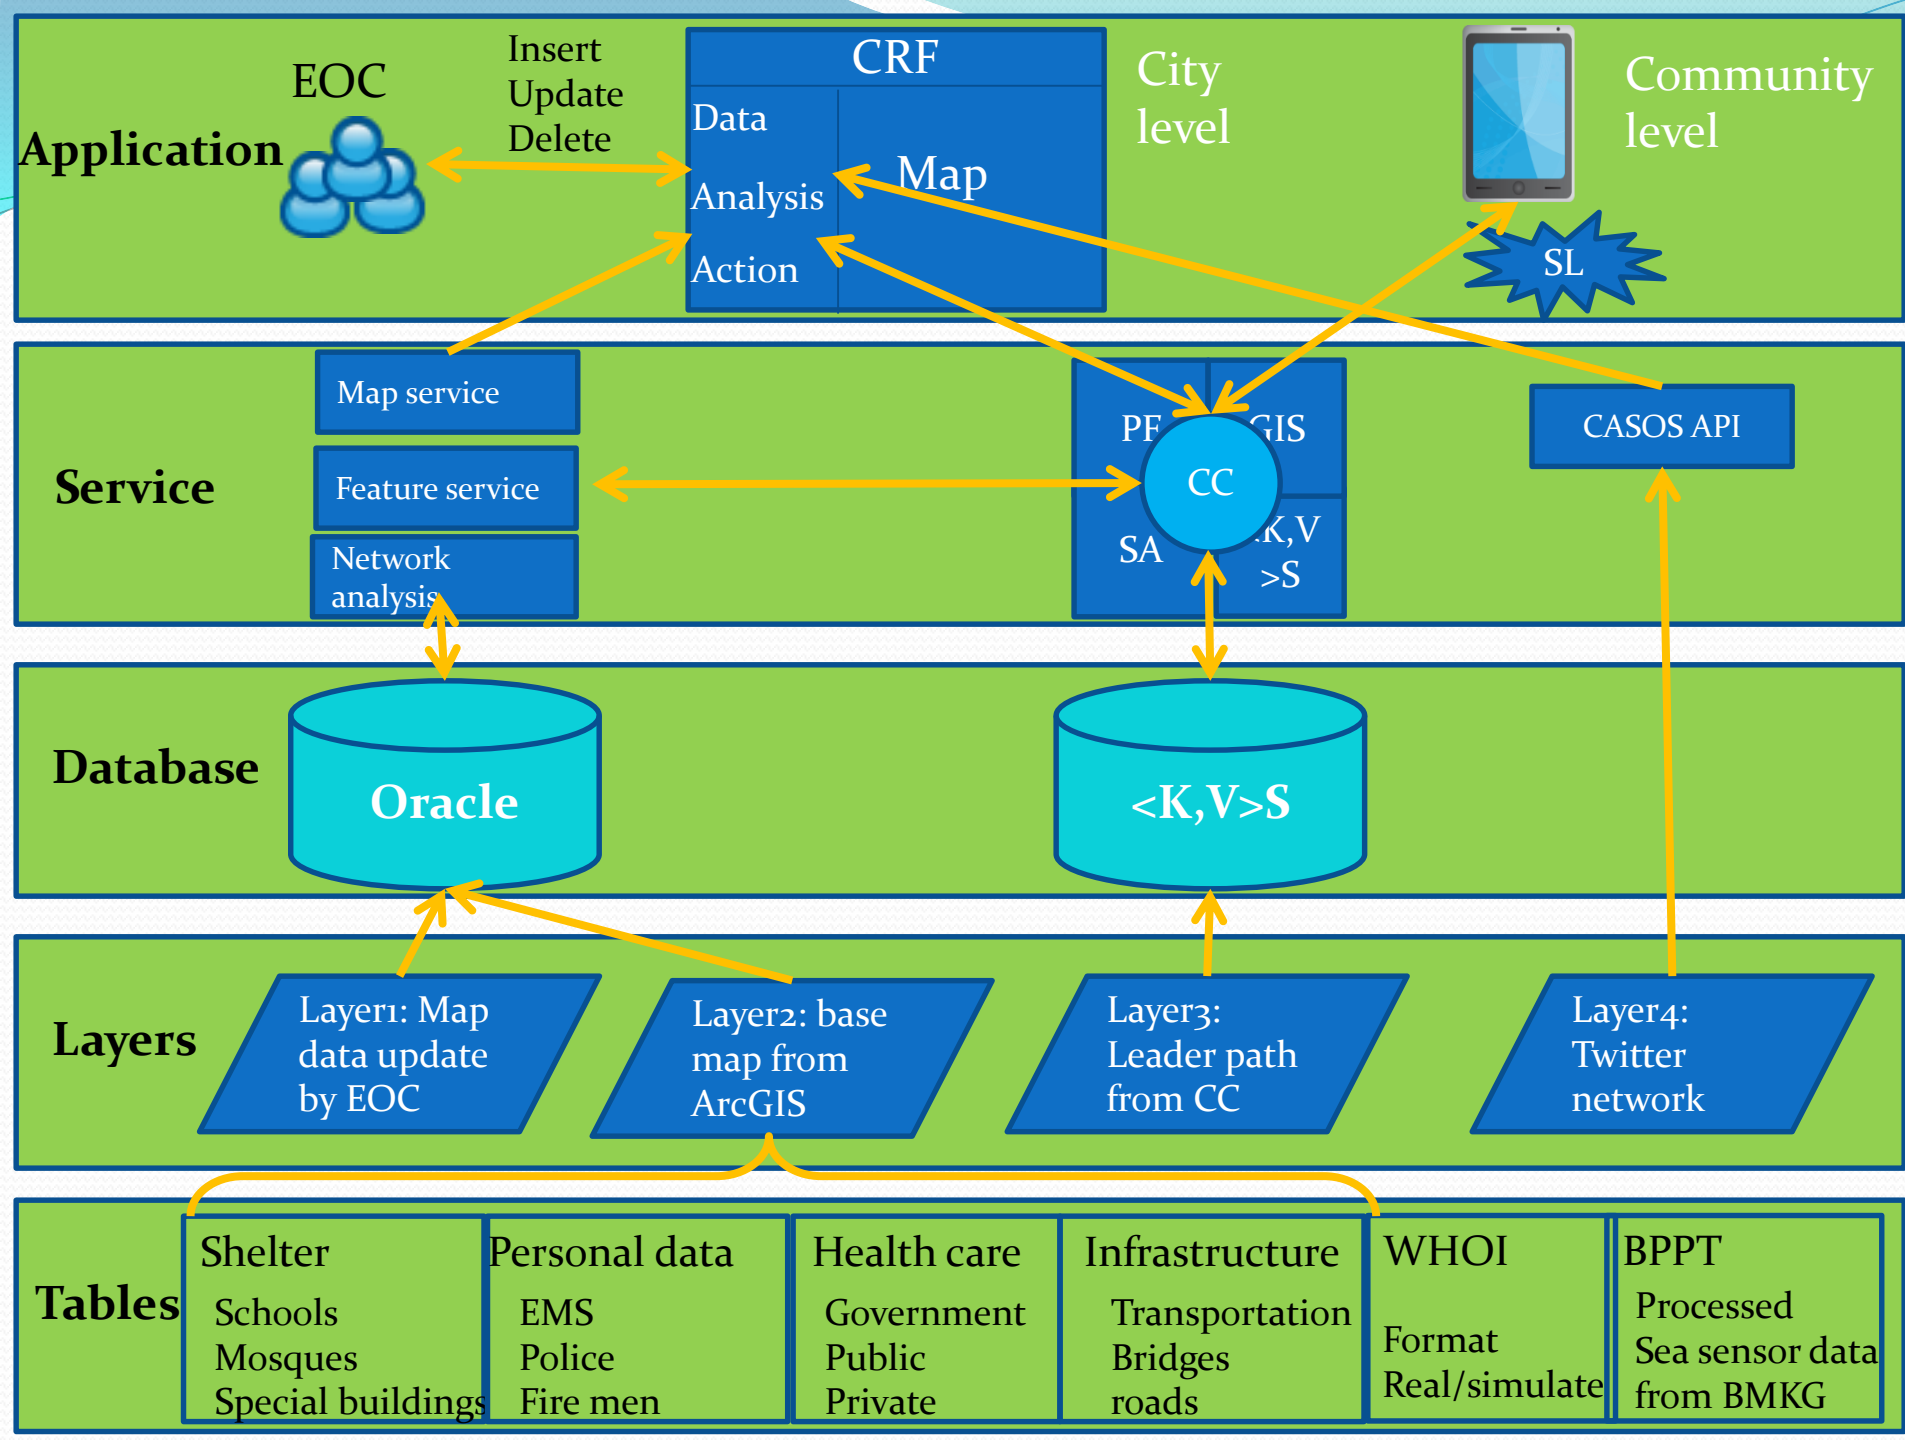 Application
EOC
Insert
Update
Delete
CRF
Data
Analysis
Action
Map
City
level
Community
level
SL
Service
Map service
Feature service
Network
analysis
PF
GIS
CC
SA
K,V
>S
CASOS API
Database
Oracle
<K,V>S
Layers
Layer1: Map
data update
by EOC
Layer2: base
map from
ArcGIS
Layer3:
Leader path
from CC
Layer4:
Twitter
network
Tables
Shelter
Schools
Mosques
Special buildings
Personal data
EMS
Police
Fire men
Health care
Government
Public
Private
Infrastructure
Transportation
Bridges
roads
WHOI
Format
Real/simulate
BPPT
Processed
Sea sensor data
from BMKG